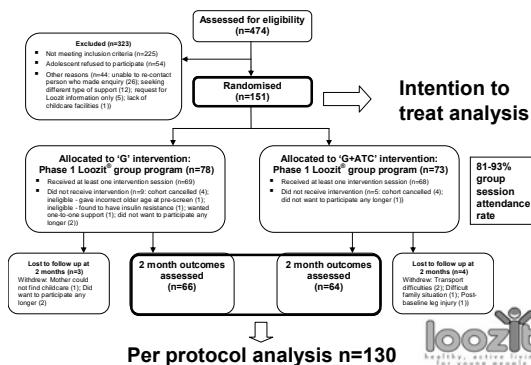 Assessed for eligibility
(n=474)
Excluded (n=323)
▪ Not meeting inclusion criteria (n=225)
▪ Adolescent refused to participate (n=54)
▪ Other reasons (n=44: unable to re-contact
person who made enquiry (26); seeking
different type of support (12); request for
Loozit information only (5); lack of
childcare facilities (1))
Randomised
(n=151)
Intention to
treat analysis
Allocated to 'G' intervention:
Phase 1 Loozit® group program (n=78)
▪ Received at least one intervention session (n=69)
▪ Did not receive intervention (n=9: cohort cancelled (4);
ineligible - gave incorrect older age at pre-screen (1);
ineligible - found to have insulin resistance (1); wanted
one-to-one support (1); did not want to participate any
longer (2))
Allocated to 'G+ATC' intervention:
Phase 1 Loozit® group program (n=73)
▪ Received at least one intervention session (n=68)
▪ Did not receive intervention (n=5: cohort cancelled (4);
did not want to participate any longer (1))
81-93%
group
session
attendance
rate
Lost to follow up at
2 months (n=3)
Withdrew: Mother could
not find childcare (1); Did
want to participate any
longer (2)
2 month outcomes
assessed
(n=66)
2 month outcomes
assessed
(n=64)
Lost to follow up at
2 months (n=4)
Withdrew: Transport
difficulties (2); Difficult
family situation (1); Post-
baseline leg injury (1))
Per protocol analysis n=130
loozit
healthy, active living
for young people